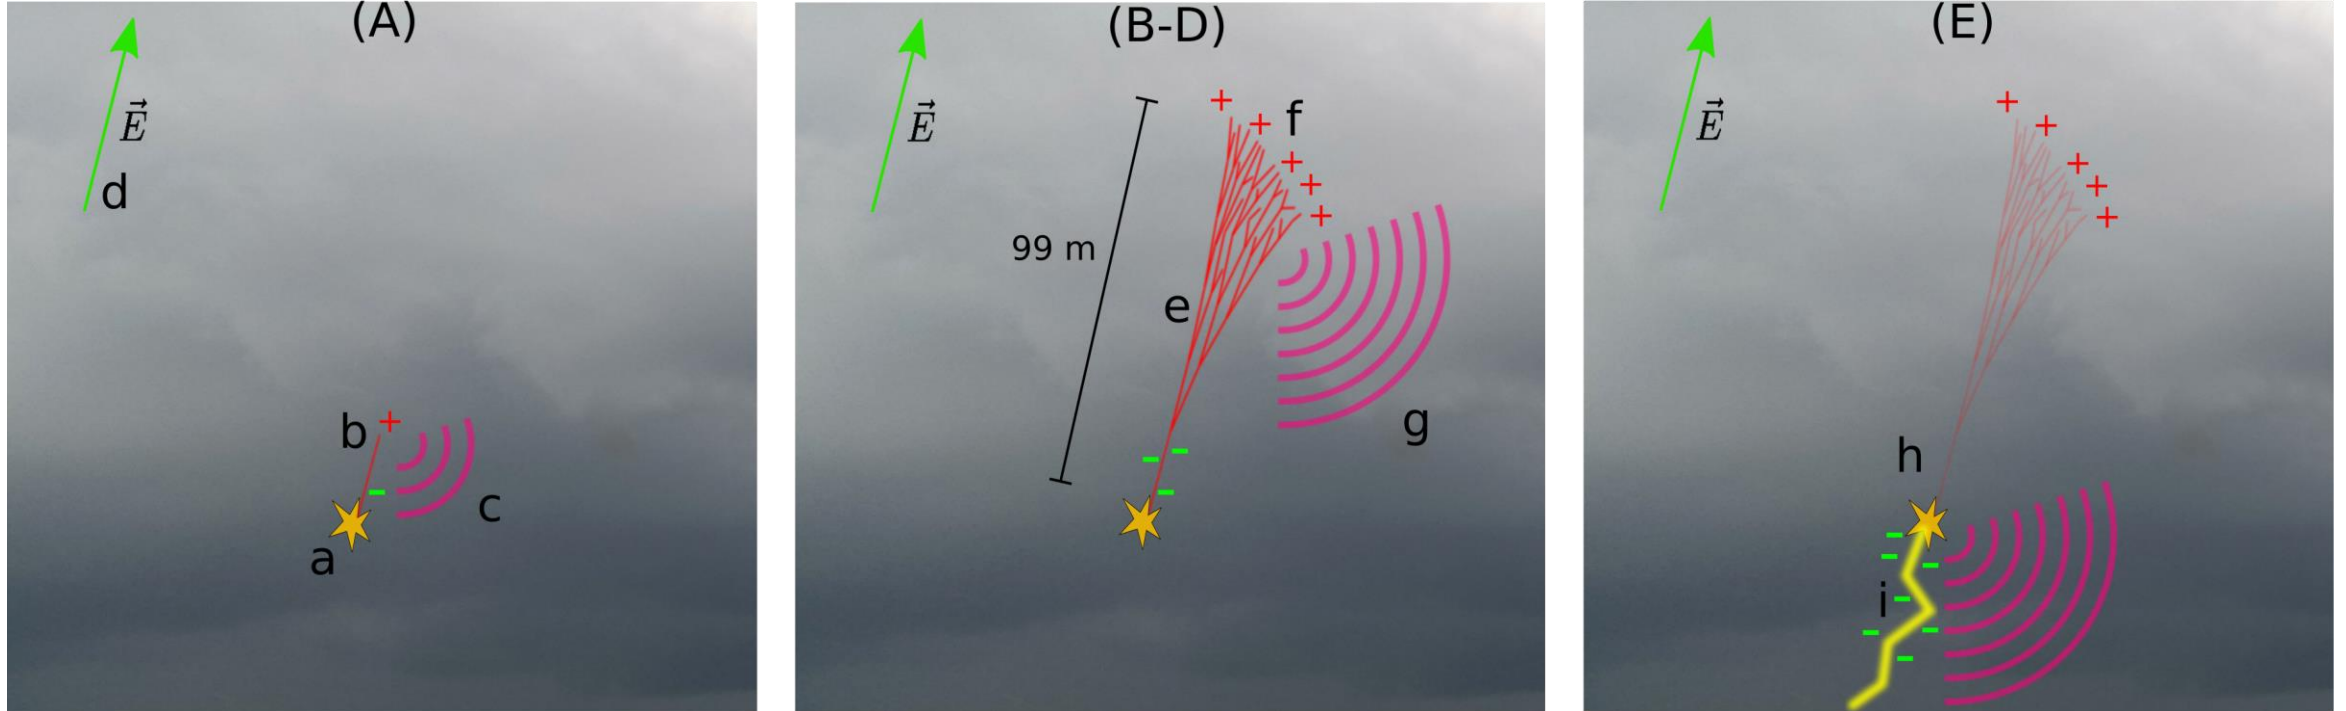 (A)
E⃗
d
b
+
-
c
a
(B-D)
E⃗
99 m
+
+
f
+
+
+
e
g
-
-
-
(E)
E⃗
+
+
+
+
+
h
-
-
-
i
-
-
-
-